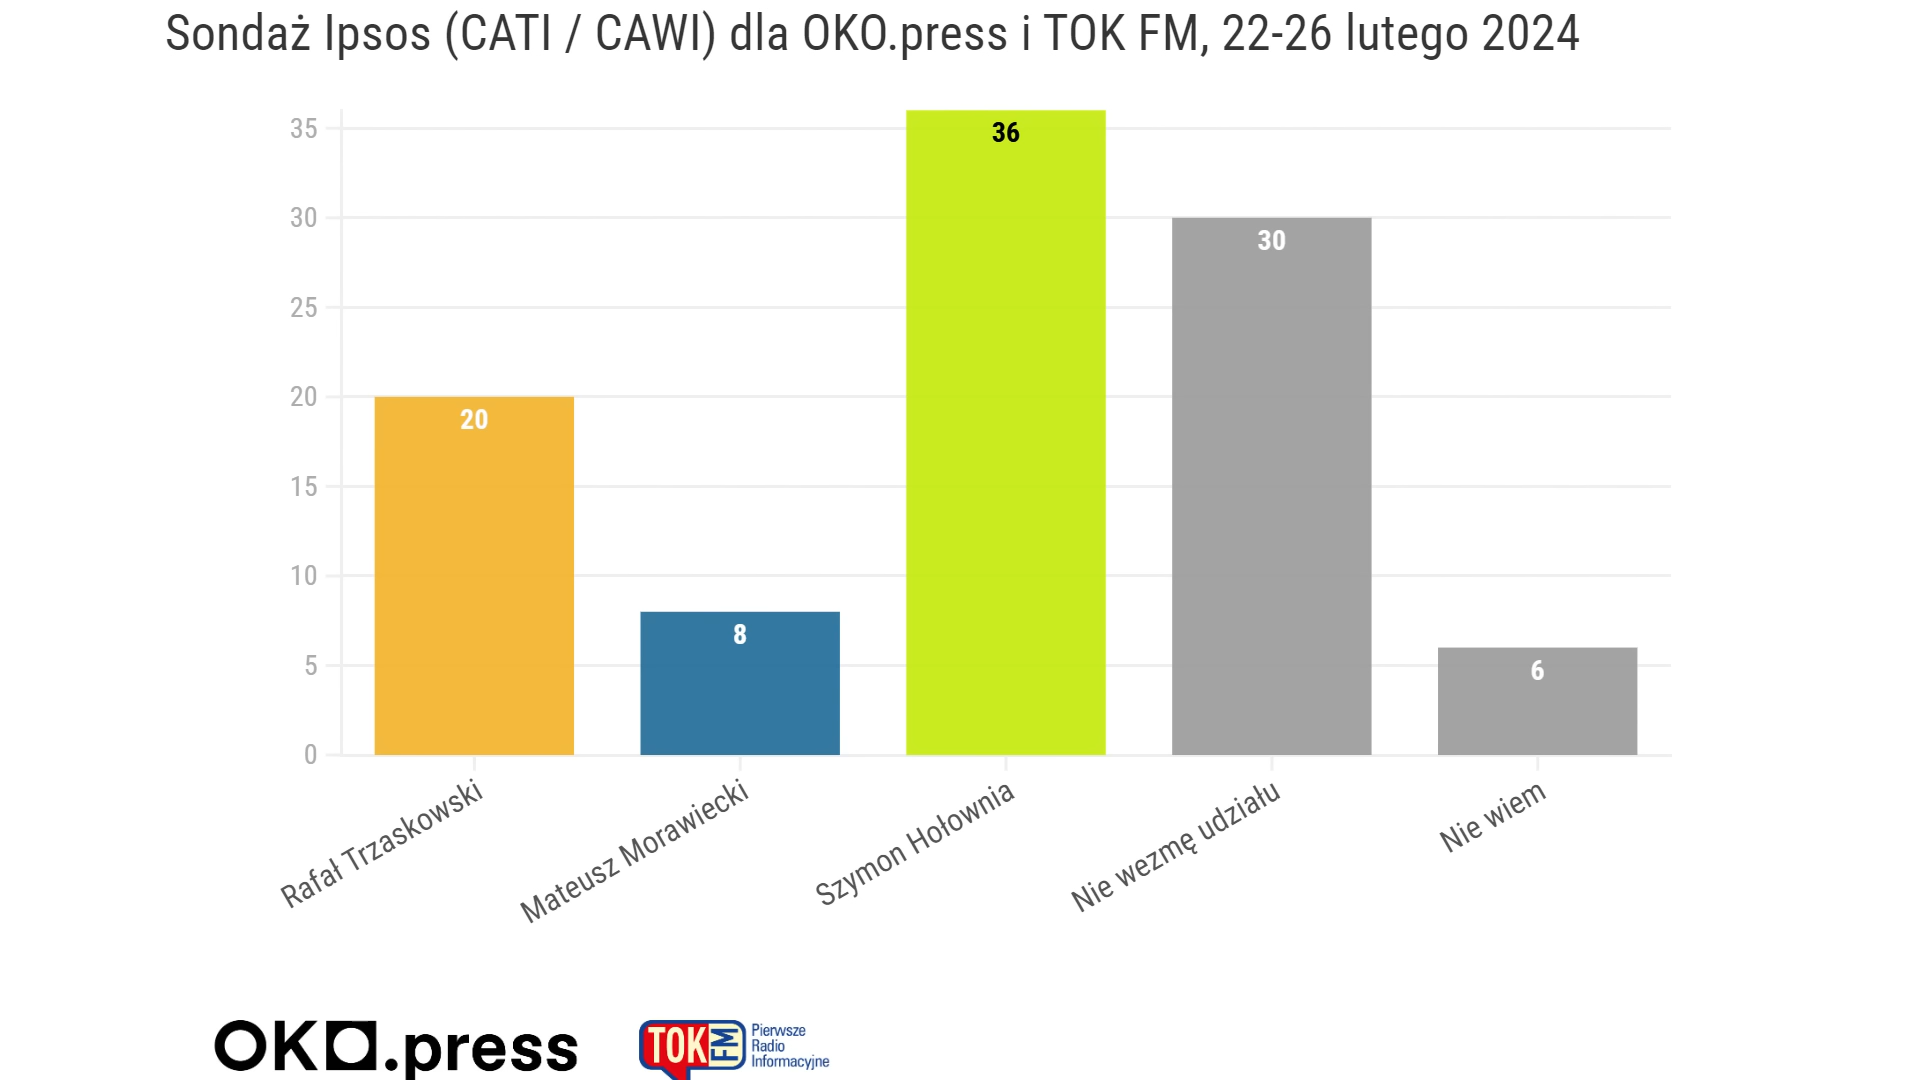 Sondaż Ipsos (CATI / CAWI) dla OKO.press i TOK FM, 22-26 lutego 2024
35
30
25
20
15
10
5
0
20
8
36
30
6
Rafał Trzaskowski
Mateusz Morawiecki
Szymon Hołownia
Nie wezmę udziału
Nie wiem
OKO.press
TOK FM
Pierwsze
Radio
Informacyjne